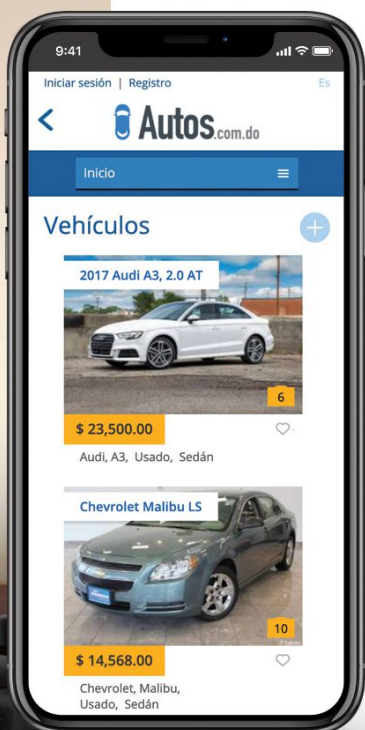 9:41
Iniciar sesión | Registro
Es
Autos.com.do
Inicio
Vehículos
2017 Audi A3, 2.0 AT
6
$ 23,500.00
Audi, A3, Usado, Sedán
Chevrolet Malibu LS
10
$ 14,568.00
Chevrolet, Malibu,
Usado, Sedán